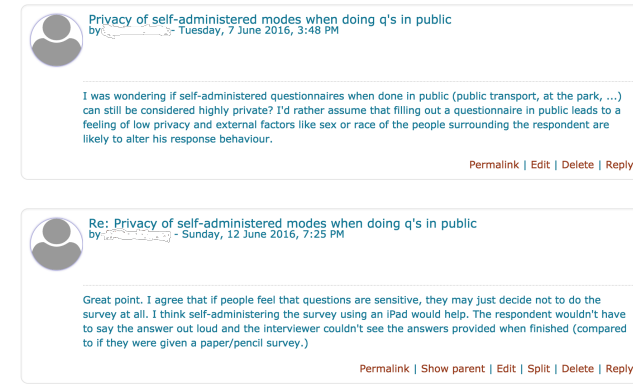 Privacy of self-administered modes when doing q's in public
by - Tuesday, 7 June 2016, 3:48 PM
I was wondering if self-administered questionnaires when done in public (public transport, at the park, ...)
can still be considered highly private? I'd rather assume that filling out a questionnaire in public leads to a
feeling of low privacy and external factors like sex or race of the people surrounding the respondent are
likely to alter his response behaviour.
Permalink | Edit | Delete | Reply
Re: Privacy of self-administered modes when doing q's in public
by - Sunday, 12 June 2016, 7:25 PM
Great point. I agree that if people feel that questions are sensitive, they may just decide not to do the
survey at all. I think self-administering the survey using an iPad would help. The respondent wouldn't have
to say the answer out loud and the interviewer couldn't see the answers provided when finished (compared
to if they were given a paper/pencil survey.)
Permalink | Show parent | Edit | Split | Delete | Reply